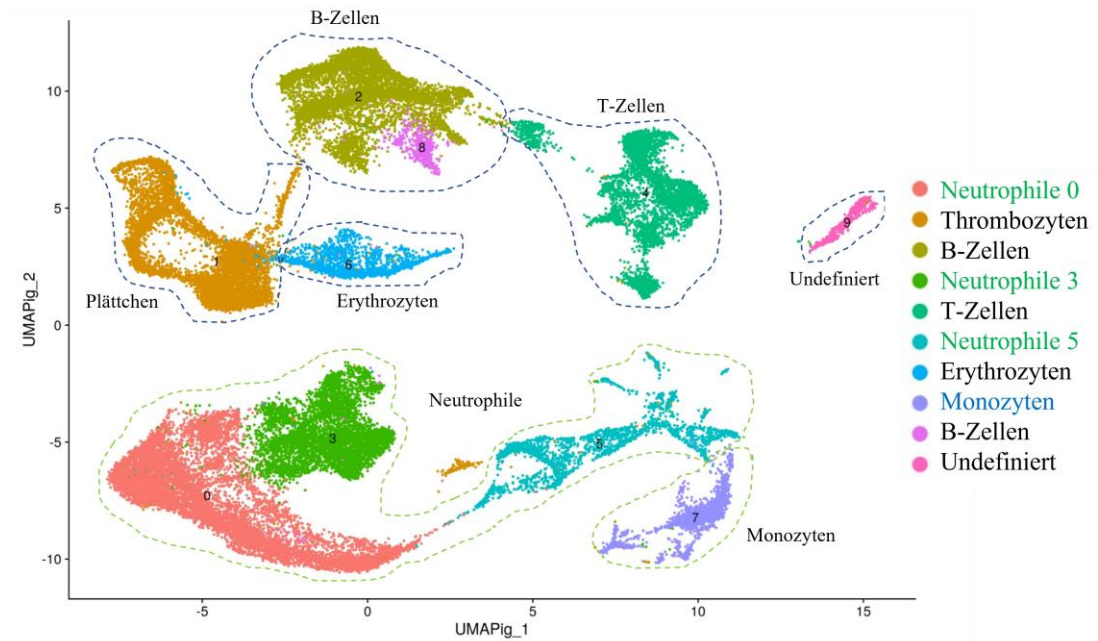 B-Zellen
T-Zellen
Plättchen
Erythrozyten
Undefiniert
Neutrophile
Monozyten
2
8
4
9
1
6
3
5
0
7
10
5
0
-5
-10
UMAPig_2
-5
0
5
10
15
UMAPig_1
Neutrophile 0
Thrombozyten
B-Zellen
Neutrophile 3
T-Zellen
Neutrophile 5
Erythrozyten
Monozyten
B-Zellen
Undefiniert